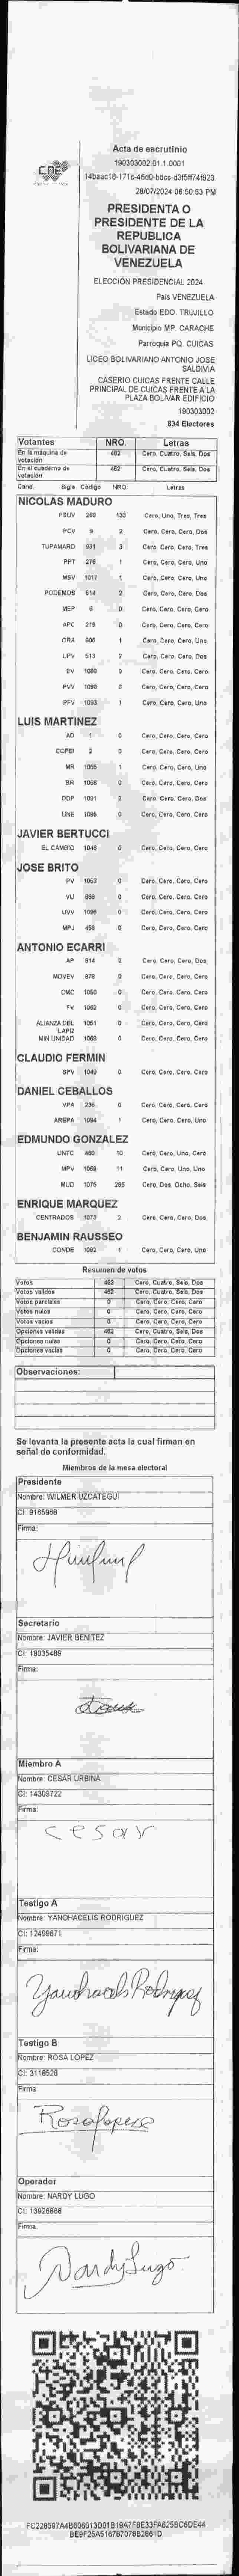 CNE
Acta de escrutinio
190303002.01.1.0001
28/07/2024 06:50:53 PM
PRESIDENTA O
PRESIDENTE DE LA
REPUBLICA
BOLIVARIANA DE
VENEZUELA
ELECCIÓN PRESIDENCIAL 2024
País VENEZUELA
Estado EDO. TRUJILLO
Municipio MP. CARACHE
Parroquia PQ. CUICAS
LICEO BOLIVARIANO ANTONIO JOSE
SALDIVIA
CASERIO CUICAS FRENTE CALLE
PRINCIPAL DE CUICAS FRENTE A LA
PLAZA BOLIVAR EDIFICIO
190303002
834 Electores
Votantes NRO. Letras
En la máquina de votación 462 Cero, Cuatro, Seis, Dos
En el cuaderno de votación 462 Cero, Cuatro, Seis, Dos
Cand. Sigla Código NRO. Letras
NICOLAS MADURO
PSUV 133 Cero, Uno, Tres, Tres
PCV 9 2 Cero, Cero, Cero, Dos
TUPAMARO 931 3 Cero, Cero, Cero, Tres
PPT 276 1 Cero, Cero, Cero, Uno
MSV 1017 1 Cero, Cero, Cero, Uno
PODEMOS 514 2 Cero, Cero, Cero, Dos
MEP 6 0 Cero, Cero, Cero, Cero
APC 219 0 Cero, Cero, Cero, Cero
ORA 906 1 Cero, Cero, Cero, Uno
UPV 513 2 Cero, Cero, Cero, Dos
EV 1089 0 Cero, Cero, Cero, Cero
PVV 1090 0 Cero, Cero, Cero, Cero
PFV 1093 1 Cero, Cero, Cero, Uno
LUIS MARTINEZ
AD 1 0 Cero, Cero, Cero, Cero
COPEI 2 0 Cero, Cero, Cero, Cero
MR 1005 1 Cero, Cero, Cero, Uno
BR 1066 0 Cero, Cero, Cero, Cero
DDP 1091 2 Cero, Cero, Cero, Dos
UNE 1095 0 Cero, Cero, Cero, Cero
JAVIER BERTUCCI
EL CAMBIO 1046 0 Cero, Cero, Cero, Cero
JOSE BRITO
PV 1063 0 Cero, Cero, Cero, Cero
VU 868 0 Cero, Cero, Cero, Cero
UVV 1096 0 Cero, Cero, Cero, Cero
MPJ 458 0 Cero, Cero, Cero, Cero
ANTONIO ECARRI
AP 914 2 Cero, Cero, Cero, Dos
MOVEV 978 0 Cero, Cero, Cero, Cero
CMC 1050 0 Cero, Cero, Cero, Cero
FV 1062 0 Cero, Cero, Cero, Cero
ALIANZA DEL LAPIZ 1051 0 Cero, Cero, Cero, Cero
MIN UNIDAD 1068 0 Cero, Cero, Cero, Cero
CLAUDIO FERMIN
SPV 1049 0 Cero, Cero, Cero, Cero
DANIEL CEBALLOS
VPA 236 0 Cero, Cero, Cero, Cero
AREPA 1094 1 Cero, Cero, Cero, Uno
EDMUNDO GONZALEZ
UNTC 10 Cero, Cero, Uno, Cero
MPV 1069 11 Cero, Cero, Uno, Uno
MUD 1075 286 Cero, Dos, Ocho, Seis
ENRIQUE MARQUEZ
CENTRADOS 1073 2 Cero, Cero, Cero, Dos
BENJAMIN RAUSSEO
CONDE 1092 1 Cero, Cero, Cero, Uno
Resumen de votos
Votos 462 Cero, Cuatro, Seis, Dos
Votos validos 462 Cero, Cuatro, Seis, Dos
Votos parciales 0 Cero, Cero, Cero, Cero
Votos nulos 0 Cero, Cero, Cero, Cero
Votos vacios 0 Cero, Cero, Cero, Cero
Opciones validas 462 Cero, Cuatro, Seis, Dos
Opciones nulas 0 Cero, Cero, Cero, Cero
Opciones vacias 0 Cero, Cero, Cero, Cero
Observaciones:
Se levanta la presente acta la cual firman en
señal de conformidad.
Miembros de la mesa electoral
Presidente
Nombre: WILMER UZCATEGUI
CI: 9165968
Firma:
Secretario
Nombre: JAVIER BENITEZ
CI: 18035489
Firma:
Miembro A
Nombre: CESAR URBINA
CI: 14309722
Firma:
cesar
Testigo A
Nombre: YANOHACELIS RODRIGUEZ
CI: 12499671
Firma:
Testigo B
Nombre: ROSA LOPEZ
CI: 3118526
Firma:
Operador
Nombre: NARDY LUGO
CI: 13926868
Firma:
Nardy Lugo